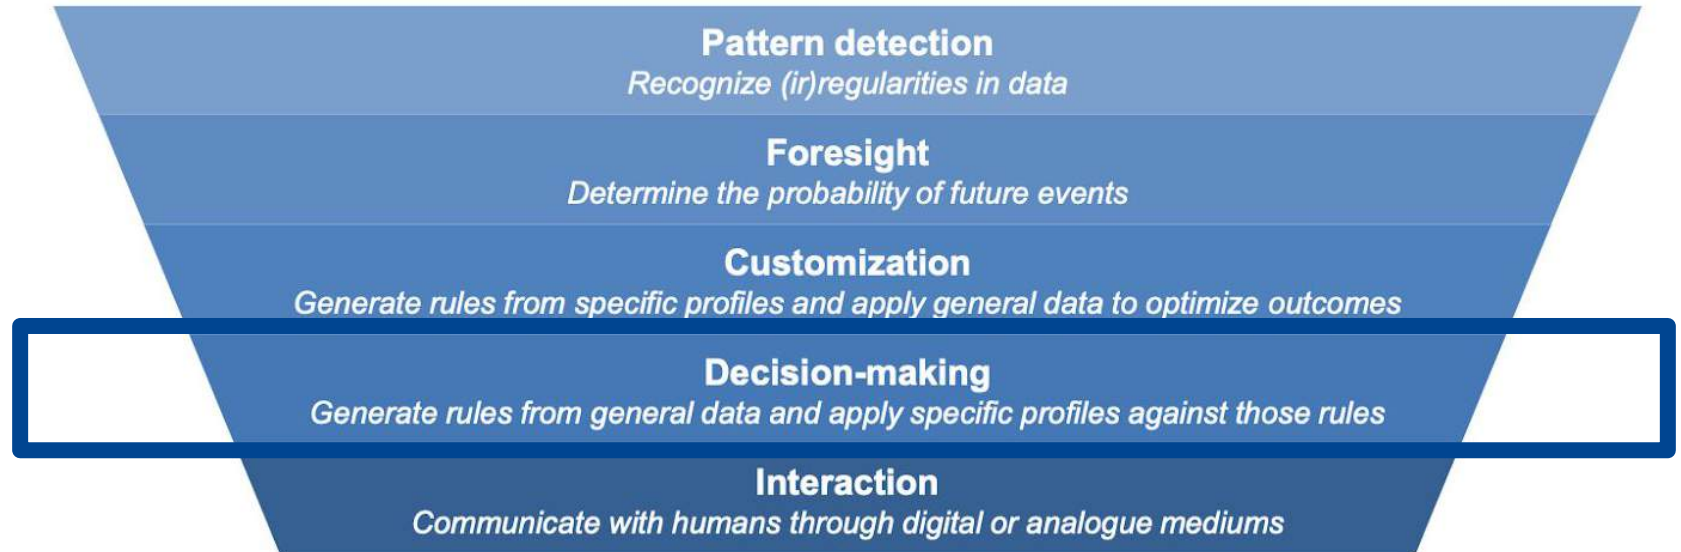 Pattern detection
Recognize (ir)regularities in data
Foresight
Determine the probability of future events
Customization
Generate rules from specific profiles and apply general data to optimize outcomes
Decision-making
Generate rules from general data and apply specific profiles against those rules
Interaction
Communicate with humans through digital or analogue mediums